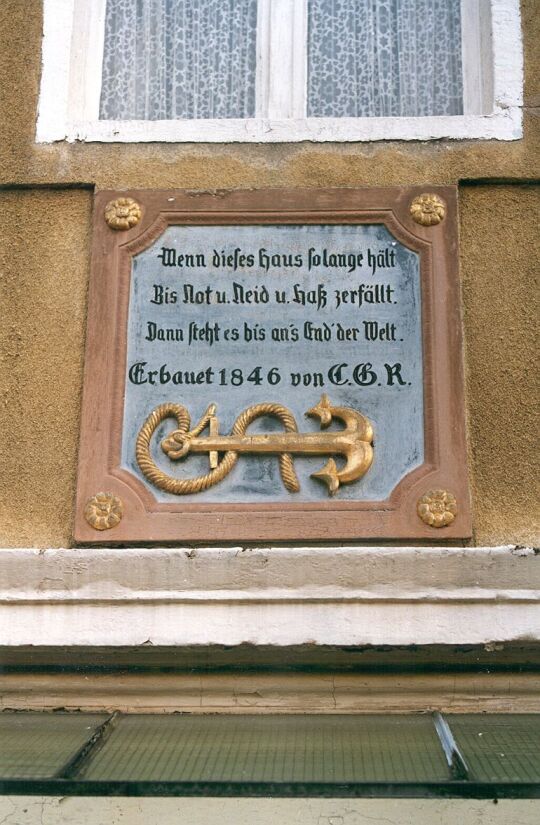 Wenn dieses Haus solange hält
Bis Not u. Neid u. Haß zerfällt.
Dann steht es bis an's End' der Welt.
Erbauet 1846 von C.G.R.